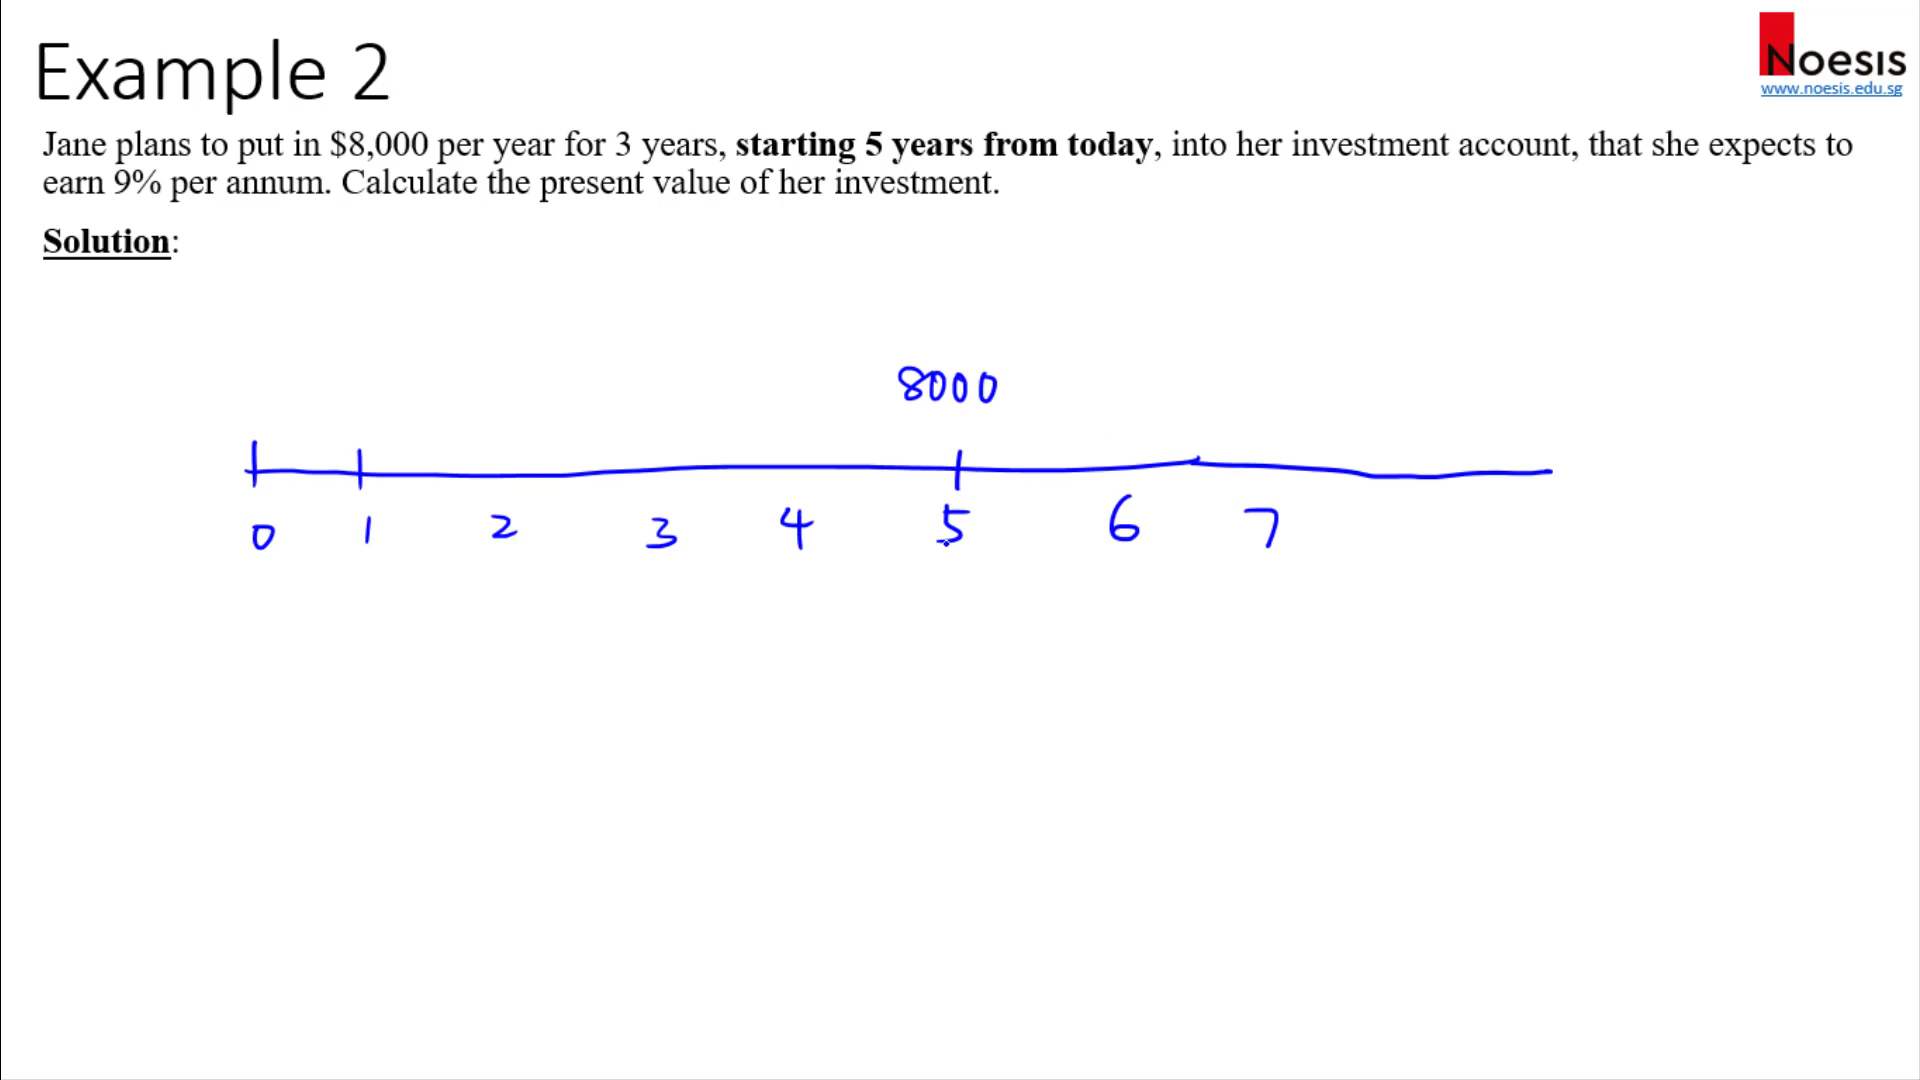 Example 2
Noesis
www.noesis.edu.sg
Jane plans to put in $8,000 per year for 3 years, starting 5 years from today, into her investment account, that she expects to
earn 9% per annum. Calculate the present value of her investment.
Solution:
8000
0 1 2 3 4 5 6 7